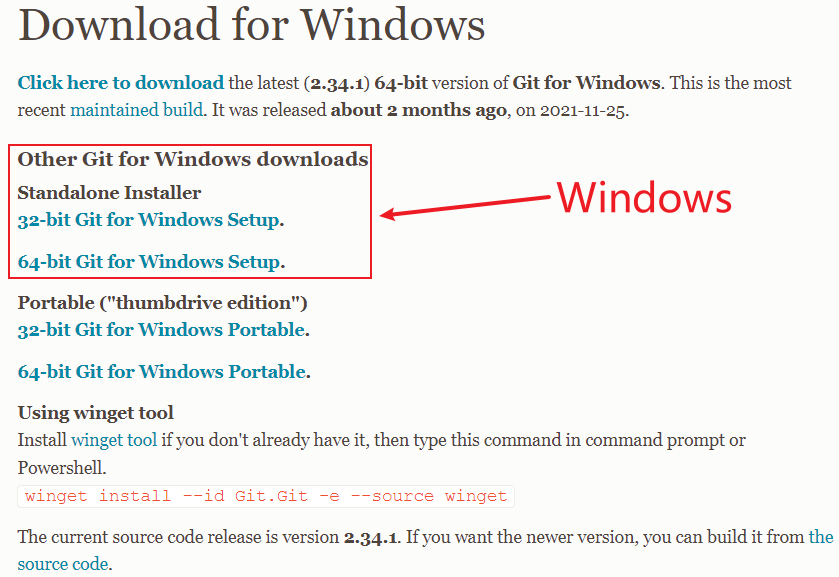 Download for Windows
Click here to download the latest (2.34.1) 64-bit version of Git for Windows. This is the most
recent maintained build. It was released about 2 months ago, on 2021-11-25.
Other Git for Windows downloads
Standalone Installer
32-bit Git for Windows Setup.
Windows
64-bit Git for Windows Setup.
Portable ("thumbdrive edition")
32-bit Git for Windows Portable.
64-bit Git for Windows Portable.
Using winget tool
Install winget tool if you don't already have it, then type this command in command prompt or
Powershell.
winget install --id Git.Git -e --source winget
The current source code release is version 2.34.1. If you want the newer version, you can build it from the
source code.